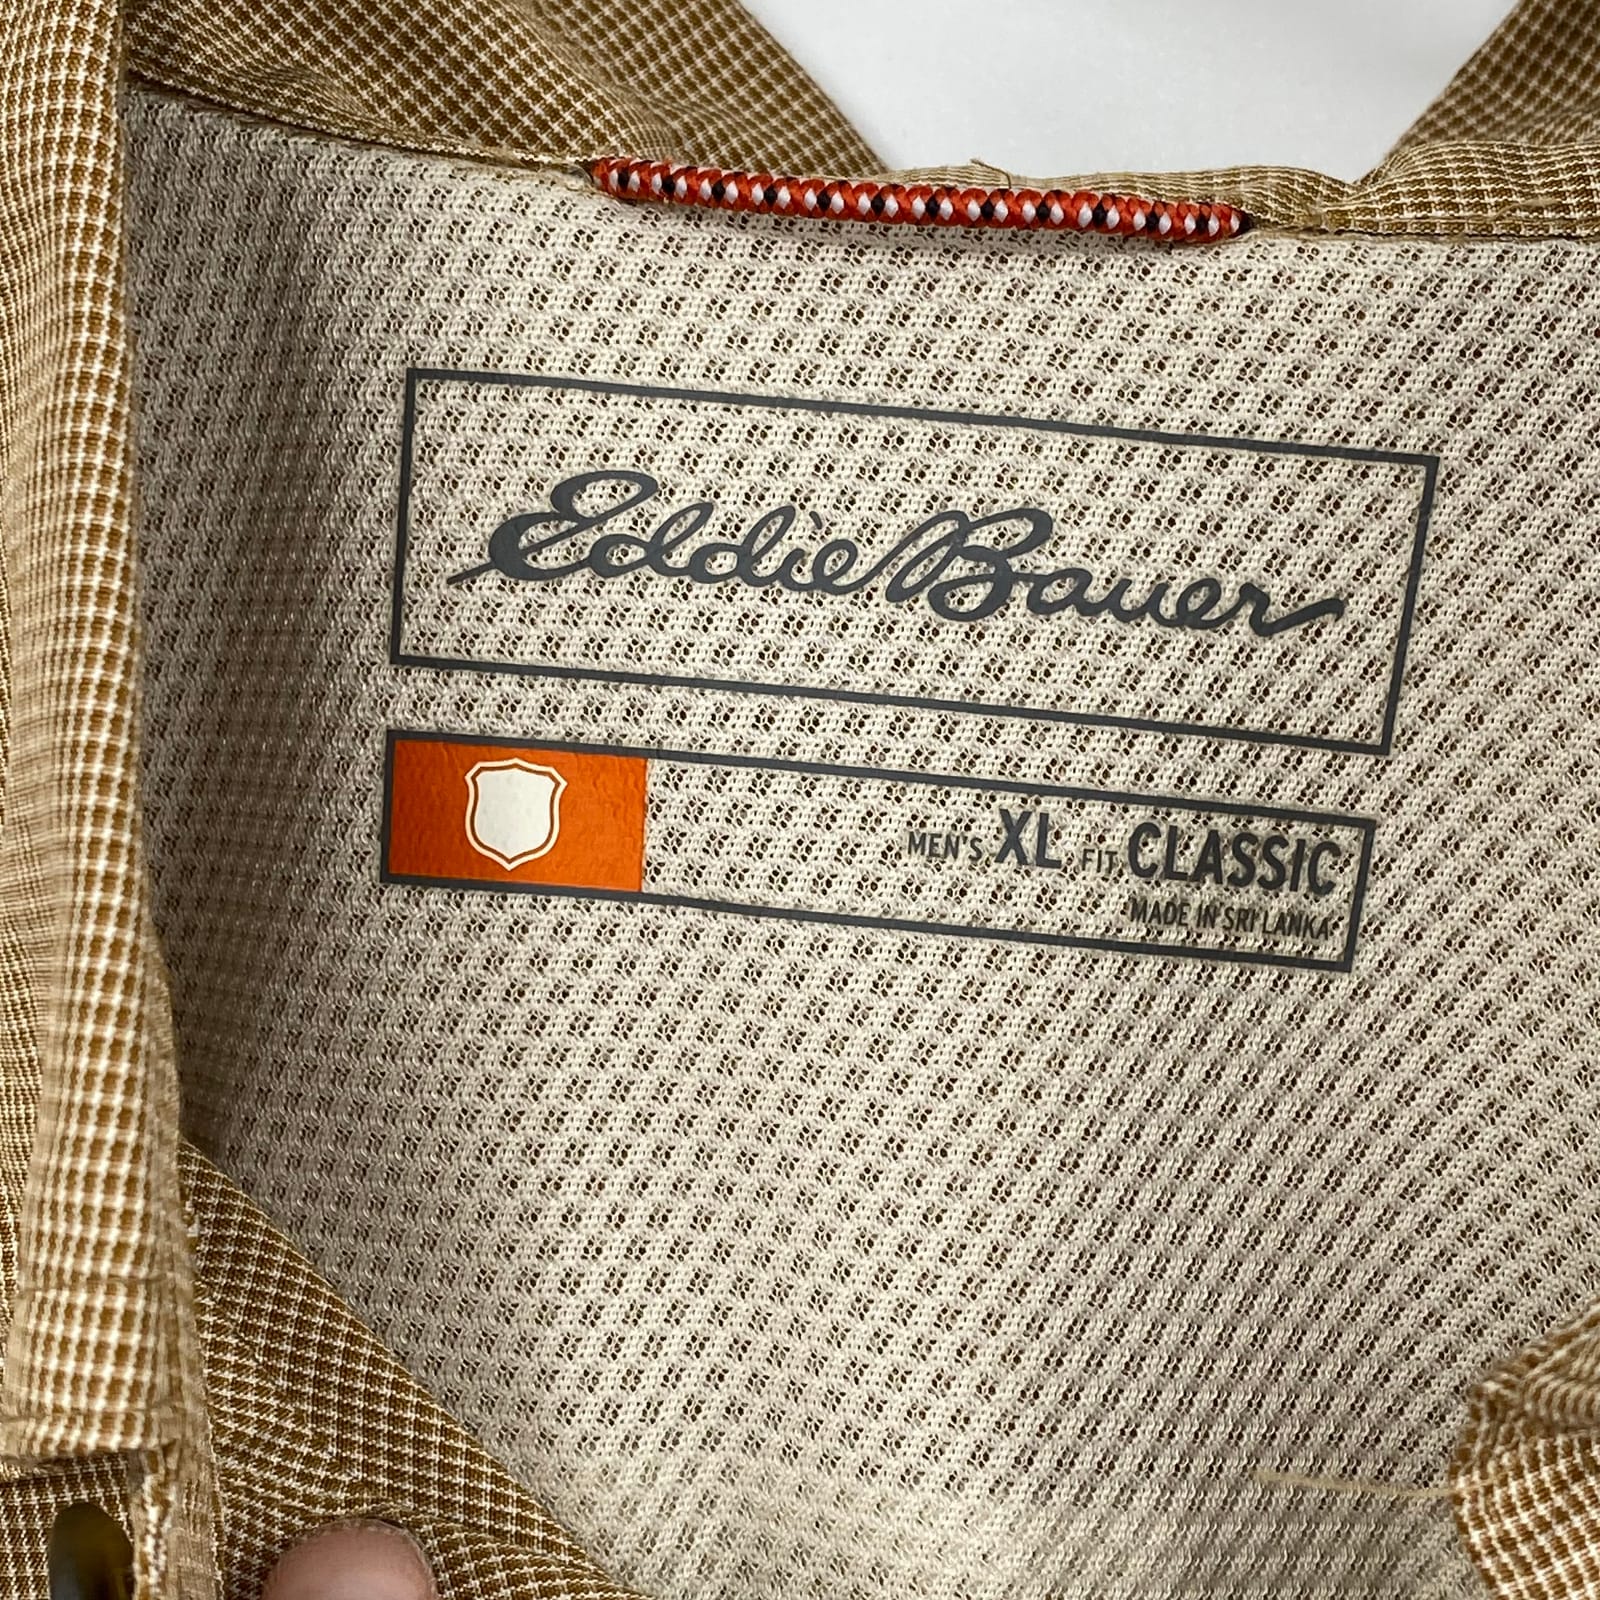 Eddie Bauer
MEN'S XL FIT CLASSIC
MADE IN SRI LANKA